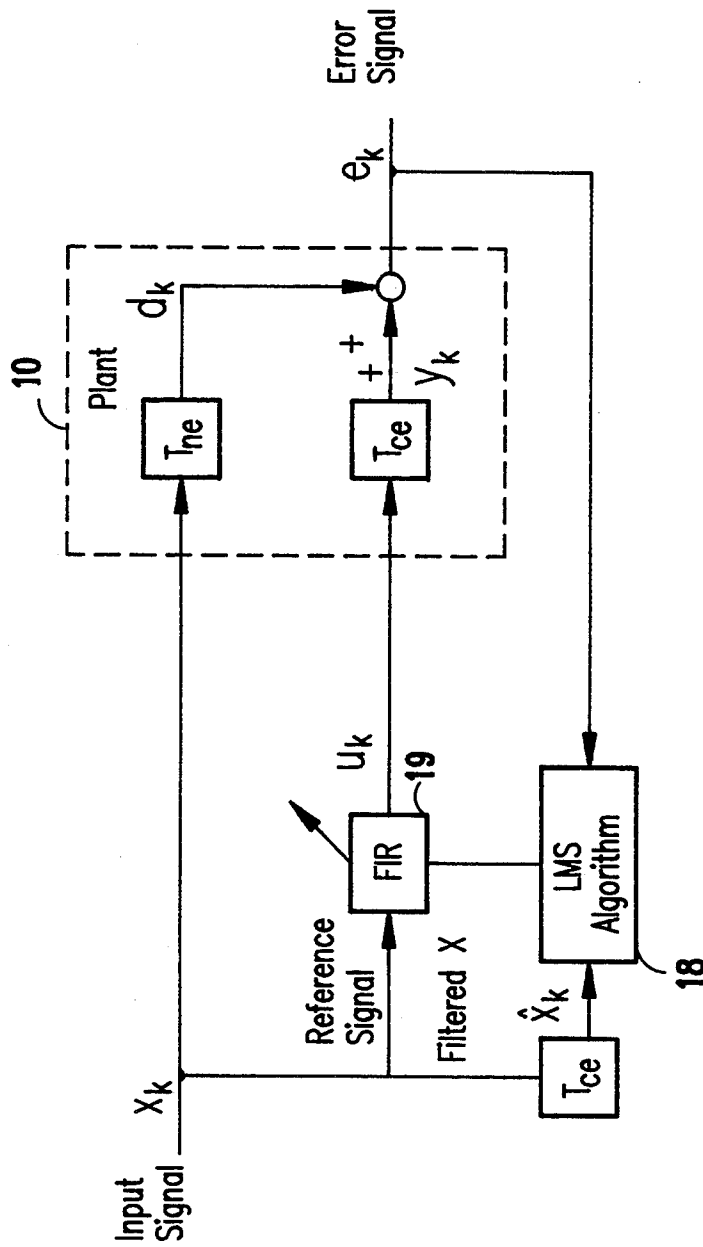 Input
Signal
x_k
10
Plant
T_ne
d_k
e_k
Error
Signal
Reference
Signal
FIR
19
u_k
T_ce
+
+
y_k
Filtered X
T_ce
x̂_k
LMS
Algorithm
18